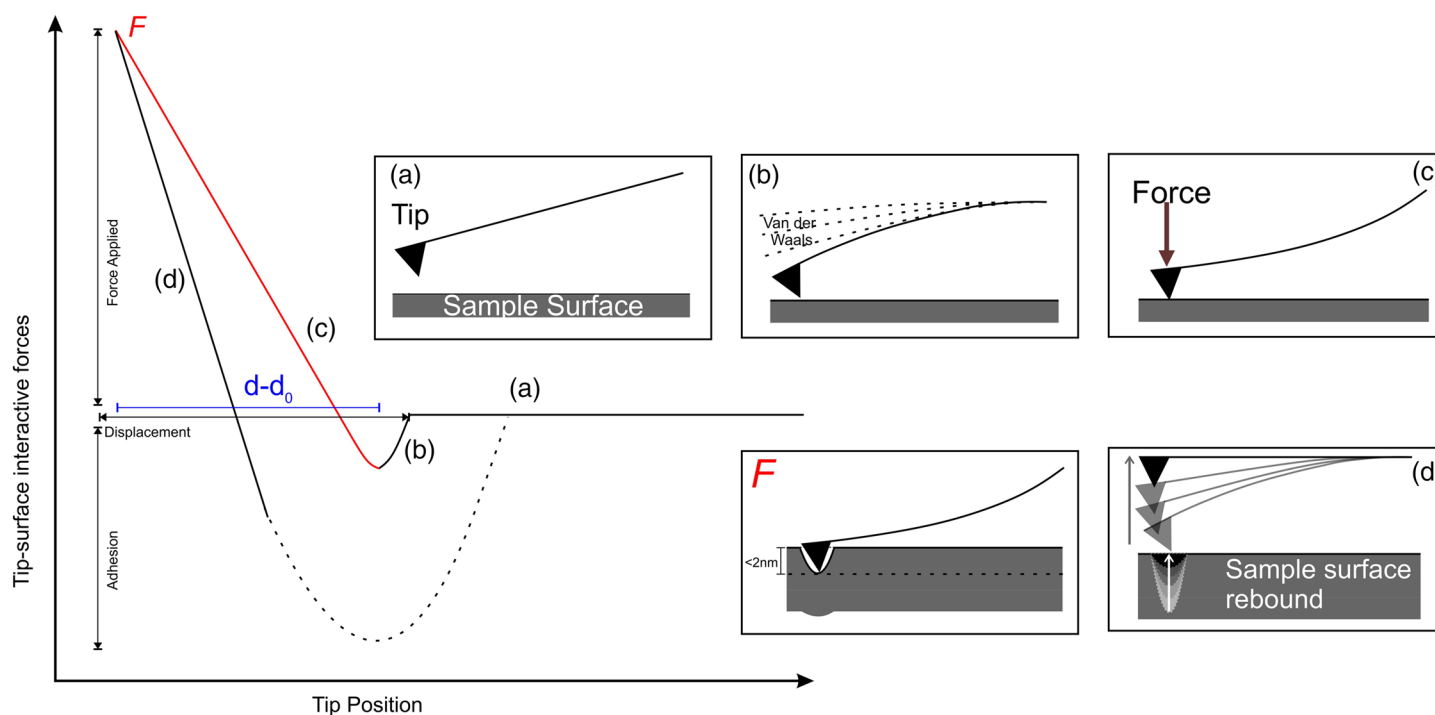 F
(a)
Tip
Sample Surface
(b)
Van der
Waals
(c
Force
Force Applied
(d)
(c)
d-d₀
(a)
Displacement
(b)
Adhesion
Tip-surface interactive forces
Tip Position
F
<2nm
(d
Sample surface
rebound